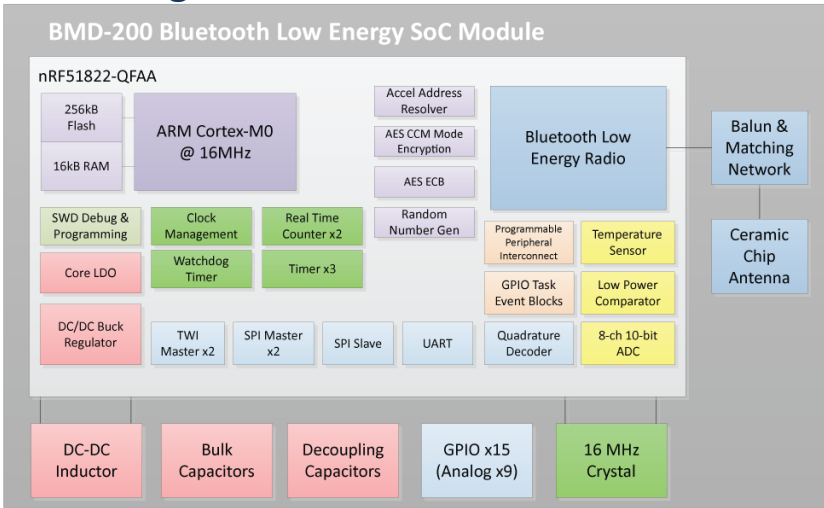 BMD-200 Bluetooth Low Energy SoC Module
nRF51822-QFAA
256kB
Flash
16kB RAM
ARM Cortex-M0
@ 16MHz
Accel Address
Resolver
AES CCM Mode
Encryption
AES ECB
Random
Number Gen
Bluetooth Low
Energy Radio
Balun &
Matching
Network
Ceramic
Chip
Antenna
SWD Debug &
Programming
Clock
Management
Real Time
Counter x2
Core LDO
Watchdog
Timer
Timer x3
Programmable
Peripheral
Interconnect
Temperature
Sensor
GPIO Task
Event Blocks
Low Power
Comparator
DC/DC Buck
Regulator
TWI
Master x2
SPI Master
x2
SPI Slave
UART
Quadrature
Decoder
8-ch 10-bit
ADC
DC-DC
Inductor
Bulk
Capacitors
Decoupling
Capacitors
GPIO x15
(Analog x9)
16 MHz
Crystal